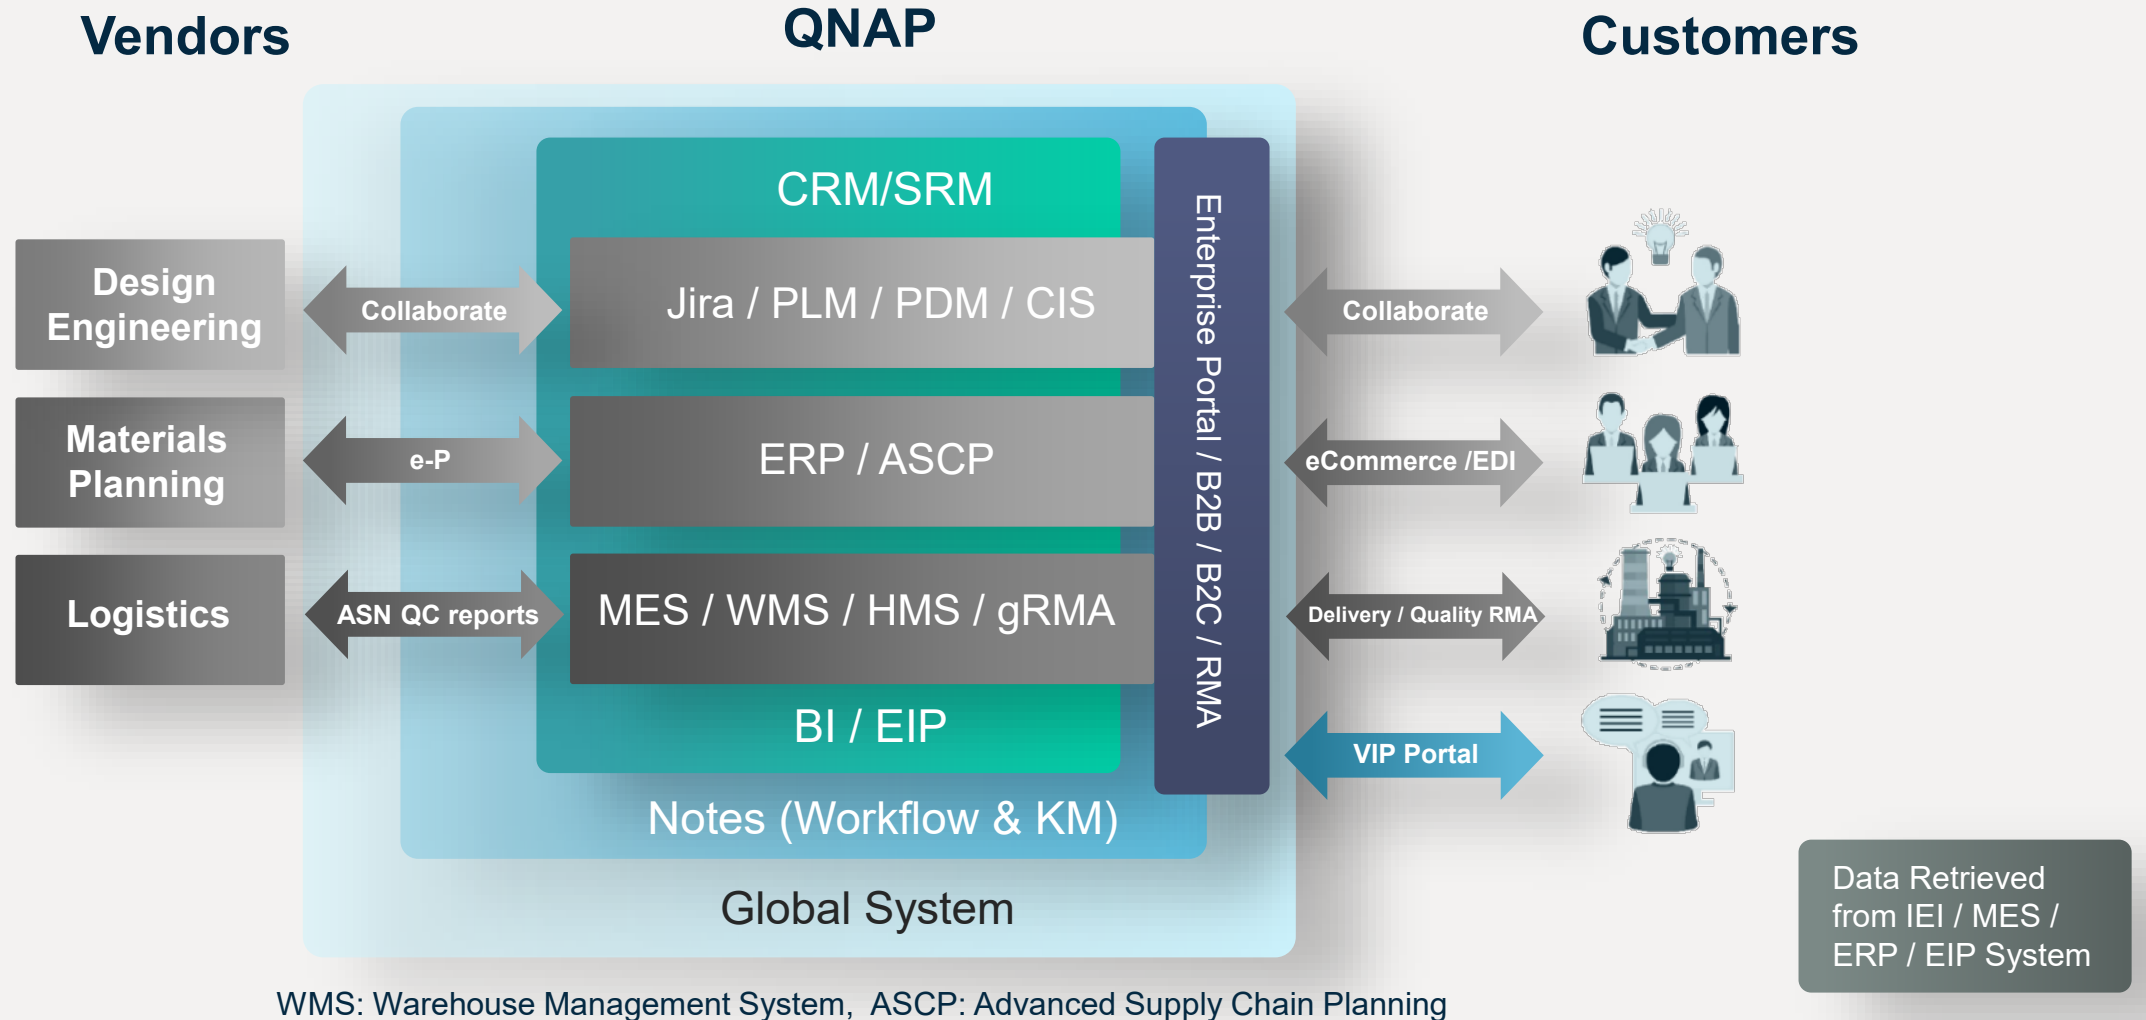 Vendors
QNAP
Customers
CRM/SRM
Design
Engineering
Collaborate
Jira / PLM / PDM / CIS
Collaborate
Materials
Planning
e-P
ERP / ASCP
eCommerce /EDI
Logistics
ASN QC reports
MES / WMS / HMS / gRMA
Delivery / Quality RMA
Enterprise Portal / B2B / B2C / RMA
BI / EIP
VIP Portal
Notes (Workflow & KM)
Global System
Data Retrieved
from IEI / MES /
ERP / EIP System
WMS: Warehouse Management System,  ASCP: Advanced Supply Chain Planning